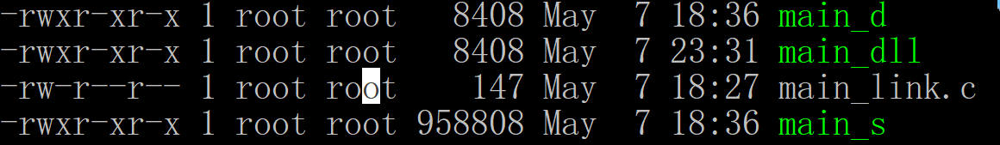 -rwxr-xr-x 1 root root   8408 May  7 18:36 main_d
-rwxr-xr-x 1 root root   8408 May  7 23:31 main_dll
-rw-r--r-- 1 root root    147 May  7 18:27 main_link.c
-rwxr-xr-x 1 root root 958808 May  7 18:36 main_s